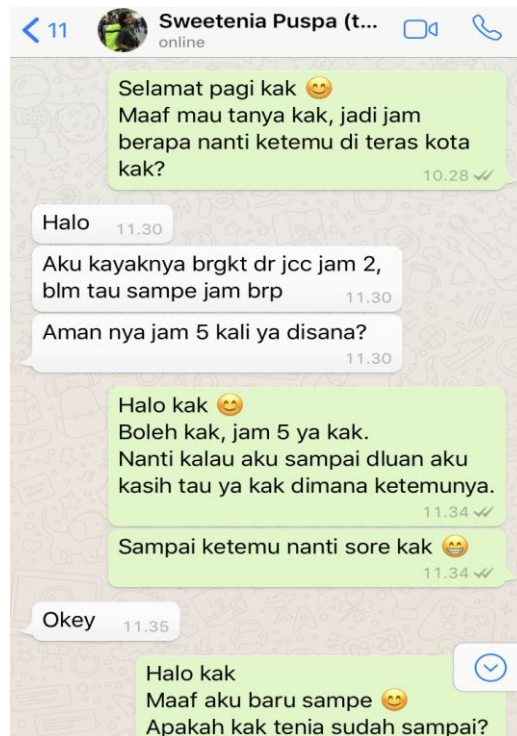 11
Sweetenia Puspa (t...
online
Selamat pagi kak 😊
Maaf mau tanya kak, jadi jam
berapa nanti ketemu di teras kota
kak?
10.28
Halo
11.30
Aku kayaknya brgkt dr jcc jam 2,
blm tau sampe jam brp
11.30
Aman nya jam 5 kali ya disana?
11.30
Halo kak 😊
Boleh kak, jam 5 ya kak.
Nanti kalau aku sampai dluan aku
kasih tau ya kak dimana ketemunya.
11.34
Sampai ketemu nanti sore kak 😁
11.34
Okey
11.35
Halo kak
Maaf aku baru sampe 😊
Apakah kak tenia sudah sampai?